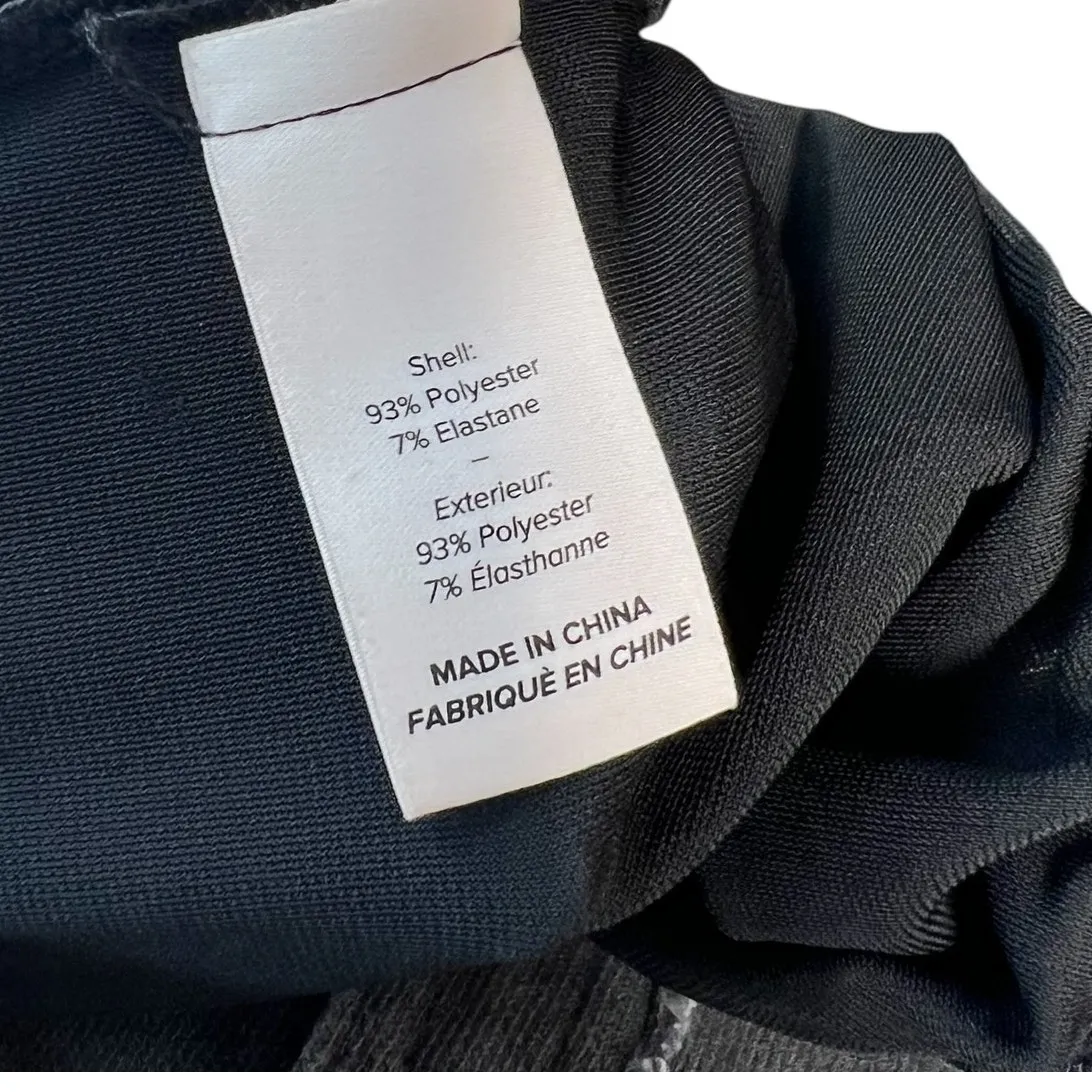 Shell:
93% Polyester
7% Elastane
–
Exterieur:
93% Polyester
7% Élasthanne
MADE IN CHINA
FABRIQUÈ EN CHINE